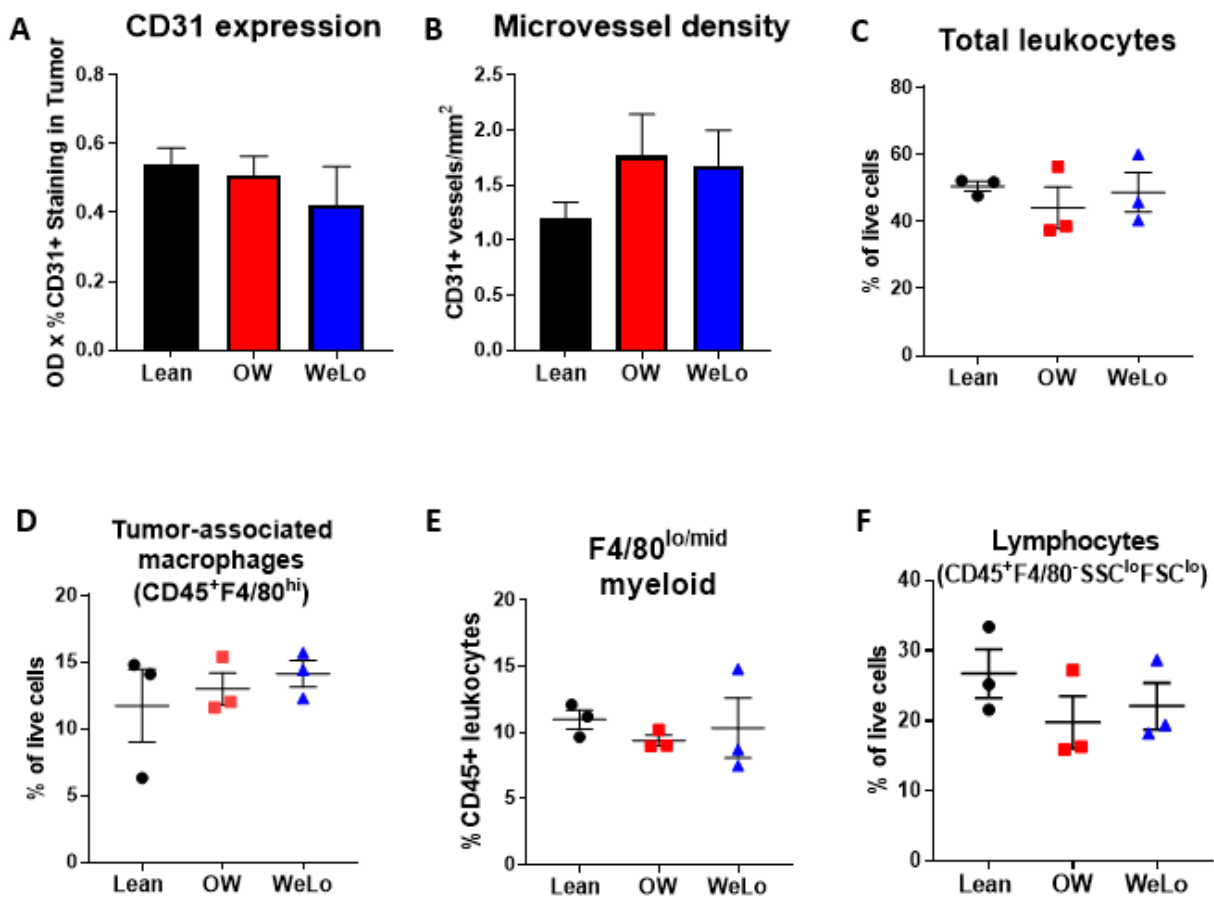 A
CD31 expression
OD x % CD31+ Staining in Tumor
0.8
0.6
0.4
0.2
0.0
Lean OW WeLo
B
Microvessel density
CD31+ vessels/mm²
2.5
2.0
1.5
1.0
0.5
0.0
Lean OW WeLo
C
Total leukocytes
% of live cells
80
60
40
20
0
Lean OW WeLo
D
Tumor-associated
macrophages
(CD45⁺F4/80ʰⁱ)
% of live cells
20
15
10
5
0
Lean OW WeLo
E
F4/80ˡᵒ/ᵐⁱᵈ
myeloid
% CD45+ leukocytes
20
15
10
5
0
Lean OW WeLo
F
Lymphocytes
(CD45⁺F4/80⁻SSCˡᵒFSCˡᵒ)
% of live cells
40
30
20
10
0
Lean OW WeLo